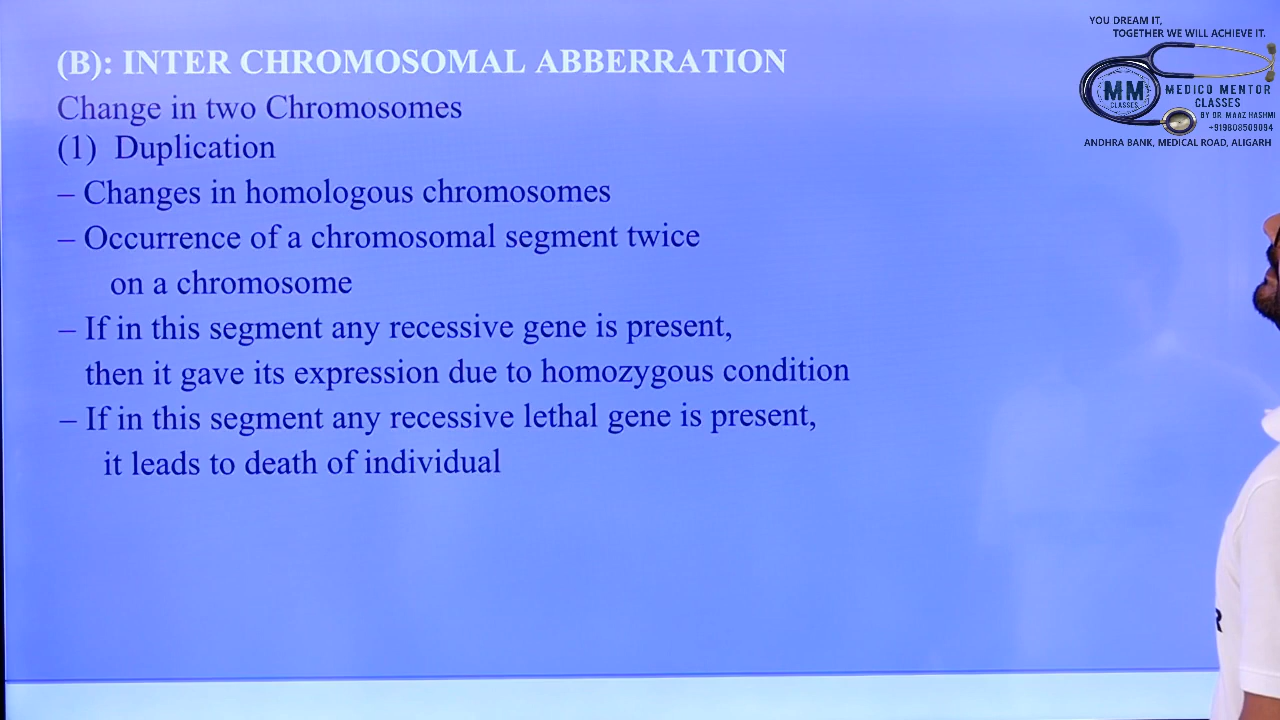 (B): INTER CHROMOSOMAL ABBERRATION
Change in two Chromosomes
(1) Duplication
– Changes in homologous chromosomes
– Occurrence of a chromosomal segment twice
on a chromosome
– If in this segment any recessive gene is present,
then it gave its expression due to homozygous condition
– If in this segment any recessive lethal gene is present,
it leads to death of individual
YOU DREAM IT,
TOGETHER WE WILL ACHIEVE IT.
MM
CLASSES
MEDICO MENTOR
CLASSES
BY DR. MAAZ HASHMI
+919808509094
ANDHRA BANK, MEDICAL ROAD, ALIGARH
R